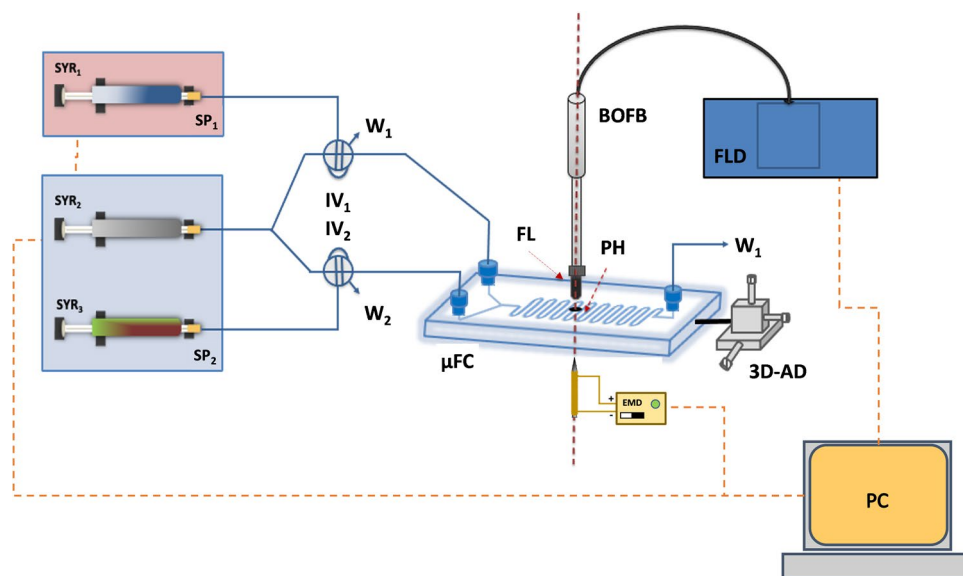 SYR1
SP1
SYR2
SYR3
SP2
W1
IV1
IV2
W2
BOFB
FLD
FL
PH
W1
µFC
3D-AD
+
EMD
-
PC